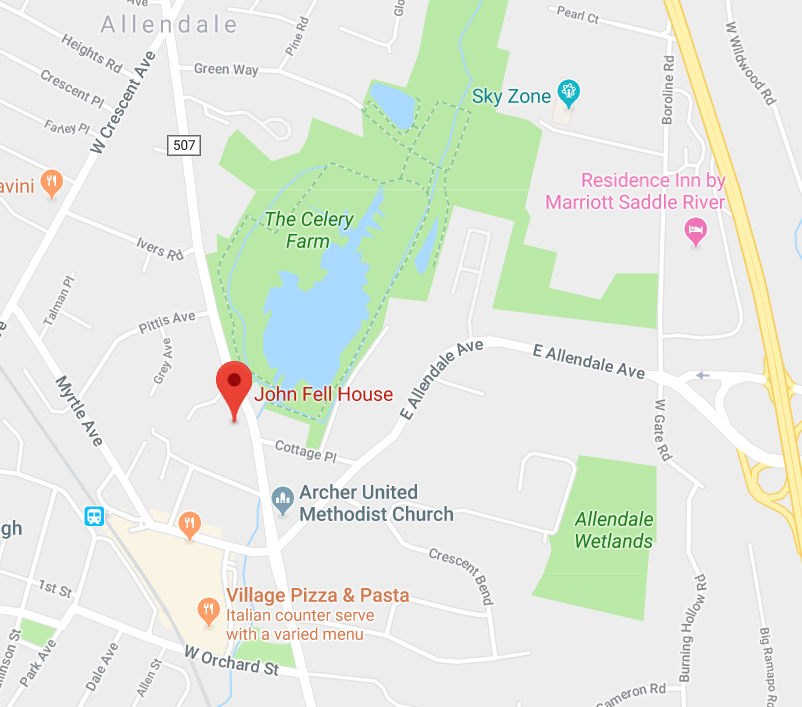 Allendale
Pearl Ct
Glo
Pine Rd
Heights Rd
W Crescent Ave
Green Way
Crescent Pl
Farley Pl
507
Sky Zone
Boroline Rd
W Wildwood Rd
avini
Residence Inn by
Marriott Saddle River
The Celery
Farm
Ivers Rd
Talman Pl
Pittis Ave
Grey Ave
E Allendale Ave
E Allendale Ave
Myrtle Ave
John Fell House
W Gate Rd
Cottage Pl
Archer United
Methodist Church
Allendale
Wetlands
gh
Crescent Bend
1st St
Village Pizza & Pasta
Italian counter serve
with a varied menu
W Orchard St
Burning Hollow Rd
Big Ramapo Rd
linson St
Park Ave
Dale Ave
Allen St
Cameron Rd